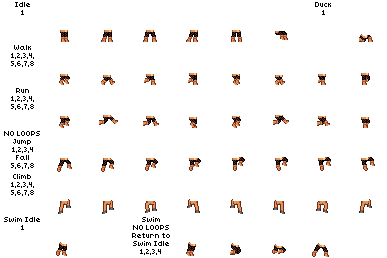 Idle
1
Duck
1
Walk
1,2,3,4,
5,6,7,8
Run
1,2,3,4,
5,6,7,8
NO LOOPS
Jump
1,2,3,4
Fall
5,6,7,8
Climb
1,2,3,4,
5,6,7,8
Swim Idle
1
Swim
NO LOOPS
Return to
Swim Idle
1,2,3,4